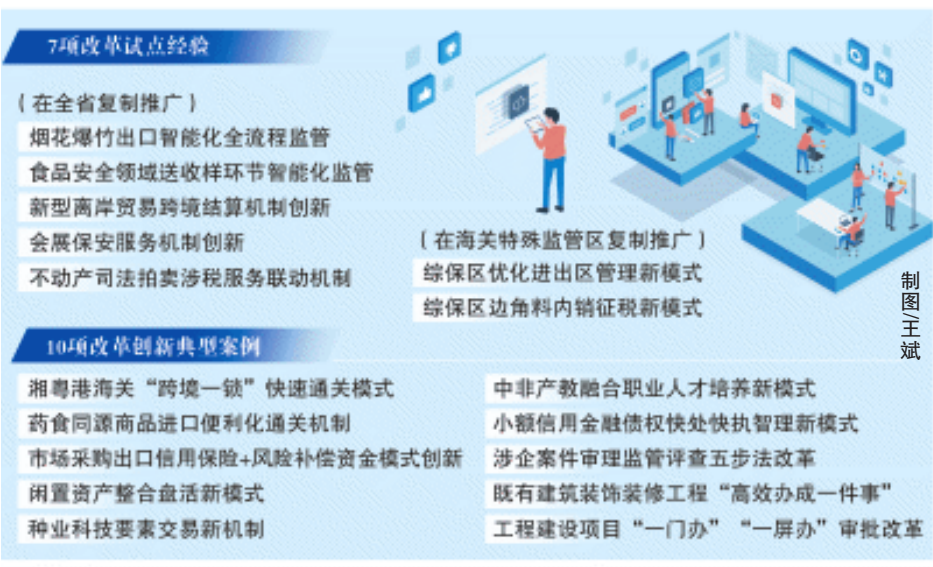 7项改革试点经验
(在全省复制推广)
烟花爆竹出口智能化全流程监管
食品安全领域送收样环节智能化监管
新型离岸贸易跨境结算机制创新
会展保安服务机制创新
不动产司法拍卖涉税服务联动机制
(在海关特殊监管区复制推广)
综保区优化进出区管理新模式
综保区边角料内销征税新模式
制图/王斌
10项改革创新典型案例
湘粤港海关“跨境一锁”快速通关模式
药食同源商品进口便利化通关机制
市场采购出口信用保险+风险补偿资金模式创新
闲置资产整合盘活新模式
种业科技要素交易新机制
中非产教融合职业人才培养新模式
小额信用金融债权快处快执智理新模式
涉企案件审理监管评查五步法改革
既有建筑装饰装修工程“高效办成一件事”
工程建设项目“一门办”“一屏办”审批改革